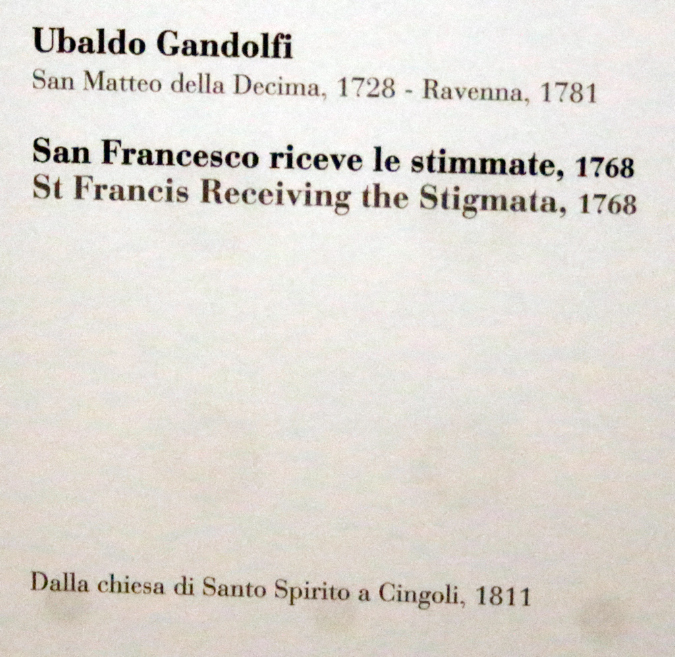 Ubaldo Gandolfi
San Matteo della Decima, 1728 - Ravenna, 1781
San Francesco riceve le stimmate, 1768
St Francis Receiving the Stigmata, 1768
Dalla chiesa di Santo Spirito a Cingoli, 1811